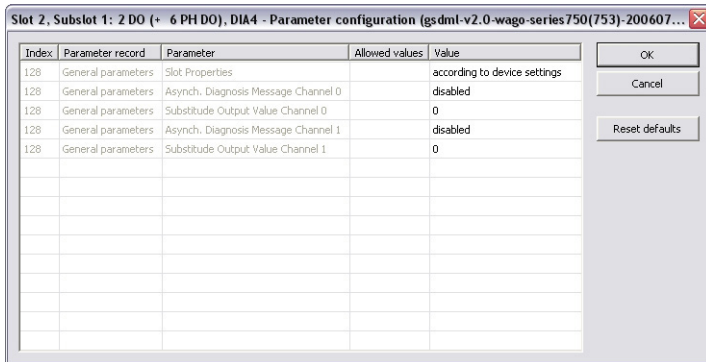 Slot 2, Subslot 1: 2 DO (+ 6 PH DO), DIA4 - Parameter configuration (gsdml-v2.0-wago-series750(753)-200607...
Index Parameter record Parameter Allowed values Value
128 General parameters Slot Properties according to device settings
128 General parameters Asynch. Diagnosis Message Channel 0 disabled
128 General parameters Substitude Output Value Channel 0 0
128 General parameters Asynch. Diagnosis Message Channel 1 disabled
128 General parameters Substitude Output Value Channel 1 0
OK
Cancel
Reset defaults